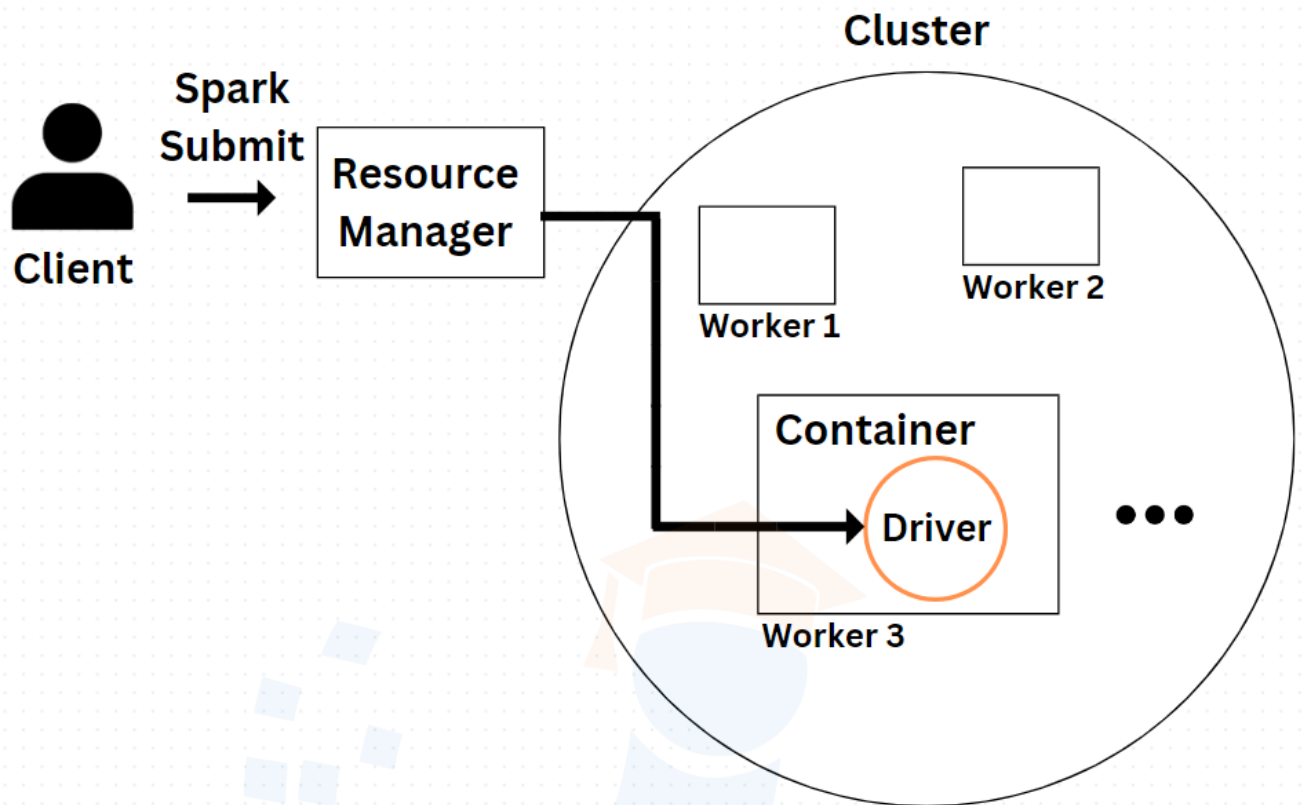 Cluster
Spark
Submit
Client
Resource
Manager
Worker 1
Worker 2
Container
Driver
Worker 3